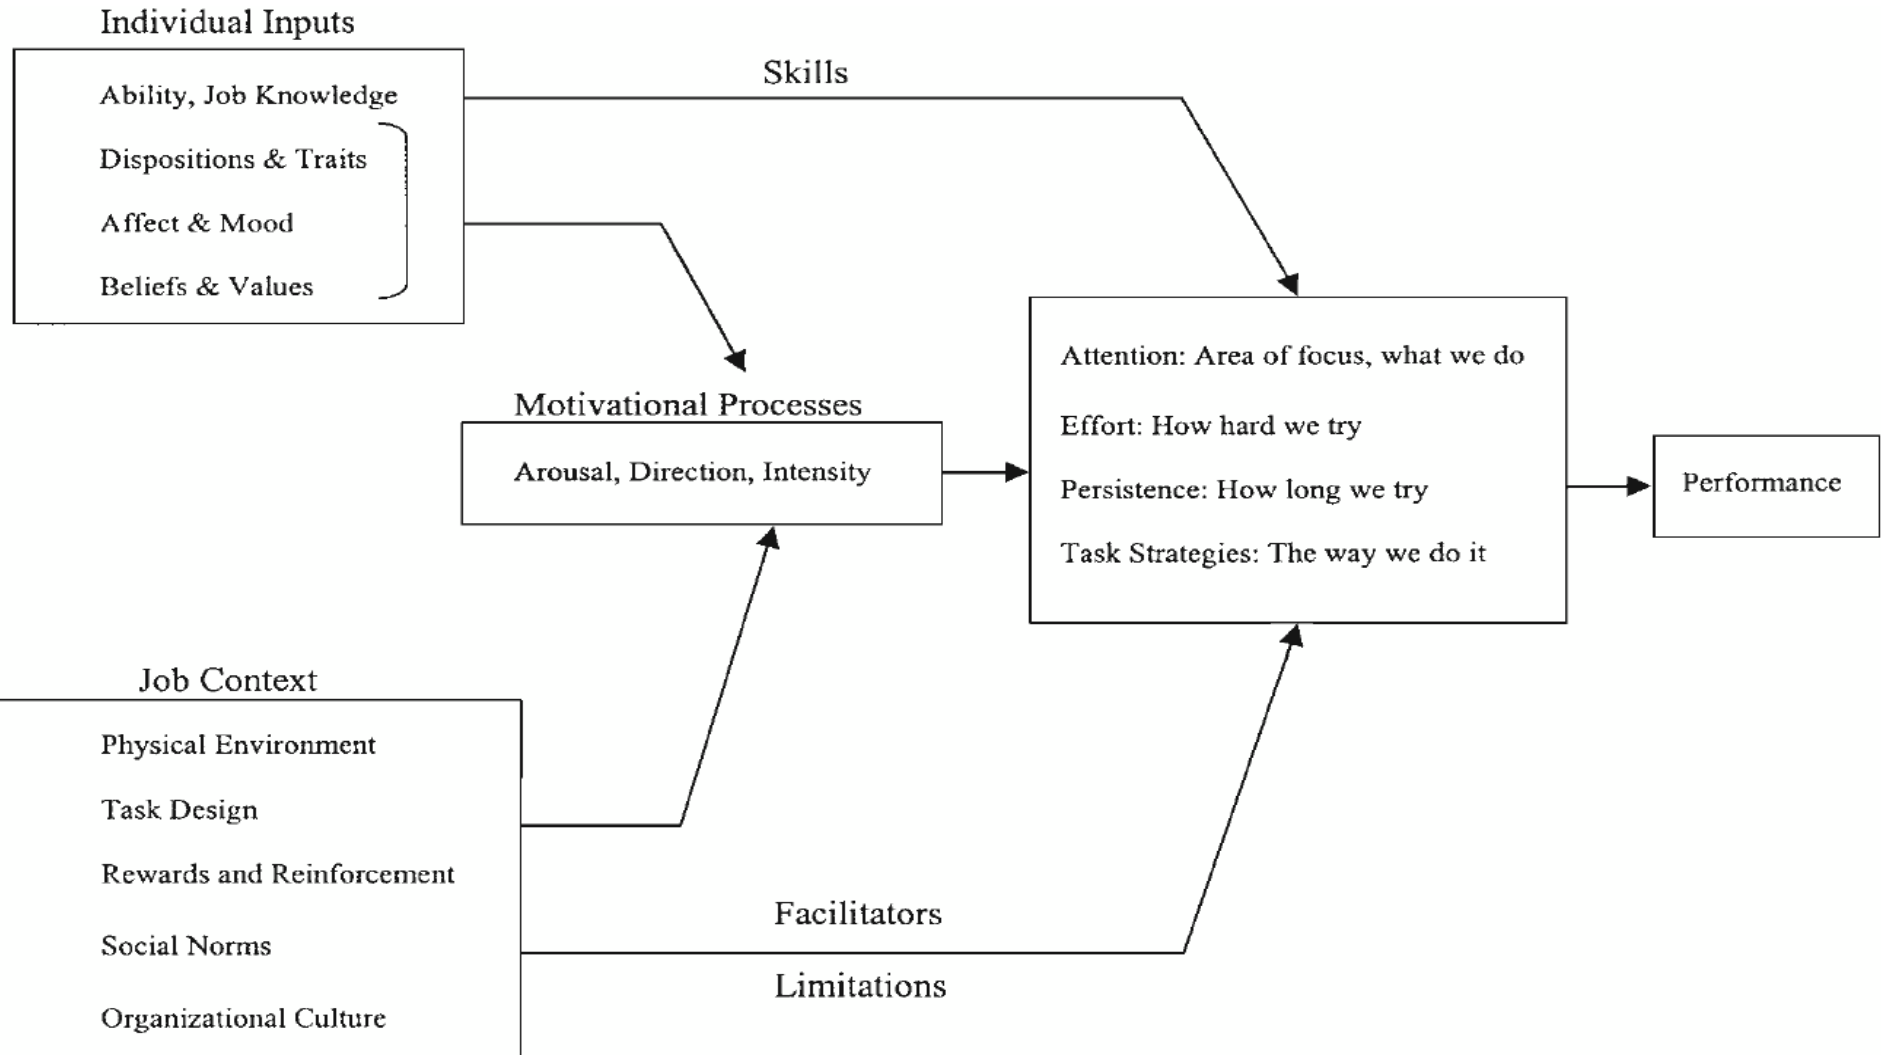 Individual Inputs
Ability, Job Knowledge
Dispositions & Traits
Affect & Mood
Beliefs & Values
Skills
Motivational Processes
Arousal, Direction, Intensity
Attention: Area of focus, what we do
Effort: How hard we try
Persistence: How long we try
Task Strategies: The way we do it
Performance
Job Context
Physical Environment
Task Design
Rewards and Reinforcement
Social Norms
Organizational Culture
Facilitators
Limitations